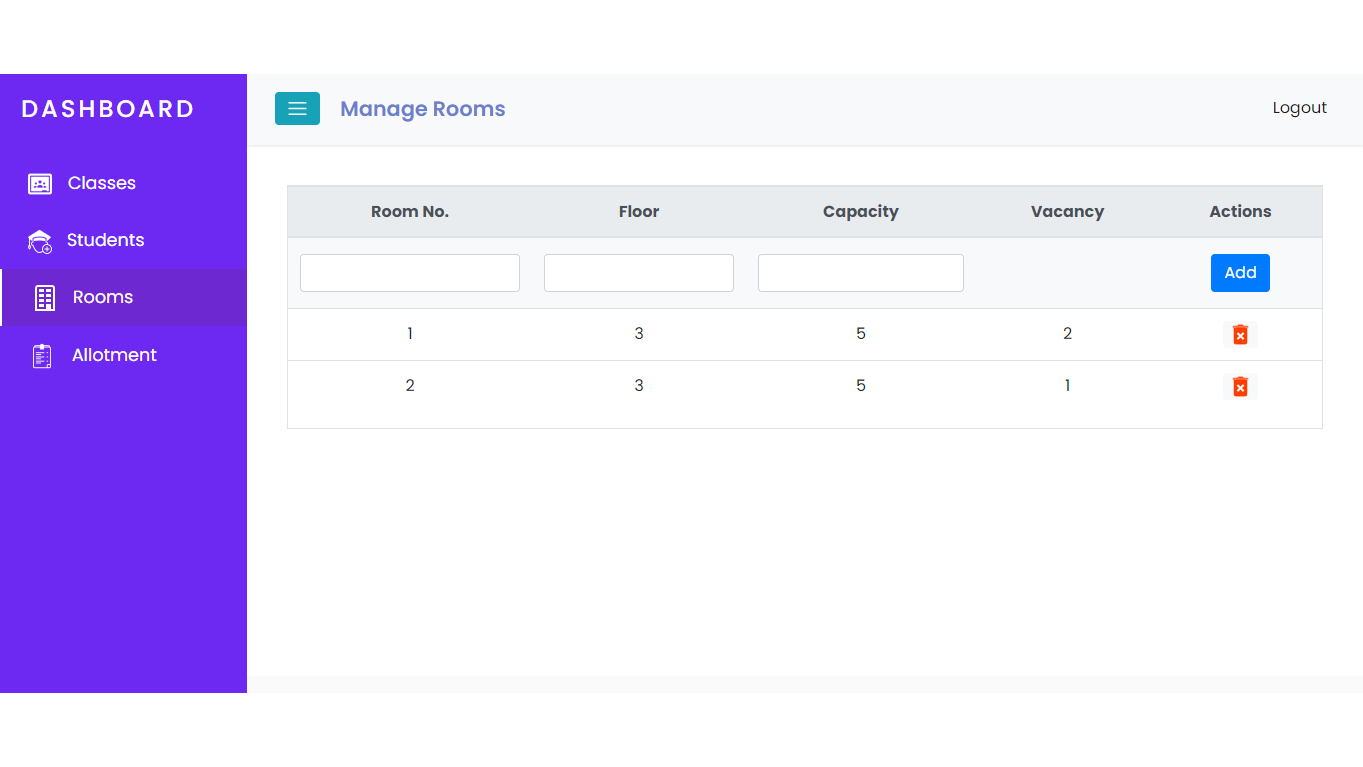 DASHBOARD
Manage Rooms
Logout
Classes
Students
Rooms
Allotment
Room No. Floor Capacity Vacancy Actions
Add
1 3 5 2
2 3 5 1